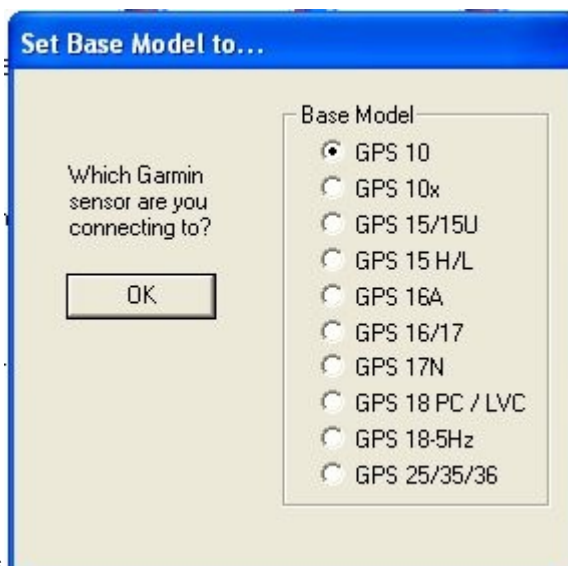 Set Base Model to...
Which Garmin
sensor are you
connecting to?
OK
Base Model
GPS 10
GPS 10x
GPS 15/15U
GPS 15 H/L
GPS 16A
GPS 16/17
GPS 17N
GPS 18 PC / LVC
GPS 18-5Hz
GPS 25/35/36